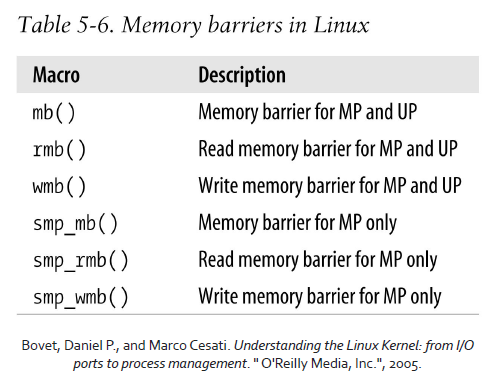 Table 5-6. Memory barriers in Linux
Macro Description
mb() Memory barrier for MP and UP
rmb() Read memory barrier for MP and UP
wmb() Write memory barrier for MP and UP
smp_mb() Memory barrier for MP only
smp_rmb() Read memory barrier for MP only
smp_wmb() Write memory barrier for MP only
Bovet, Daniel P., and Marco Cesati. Understanding the Linux Kernel: from I/O
ports to process management. " O'Reilly Media, Inc.", 2005.